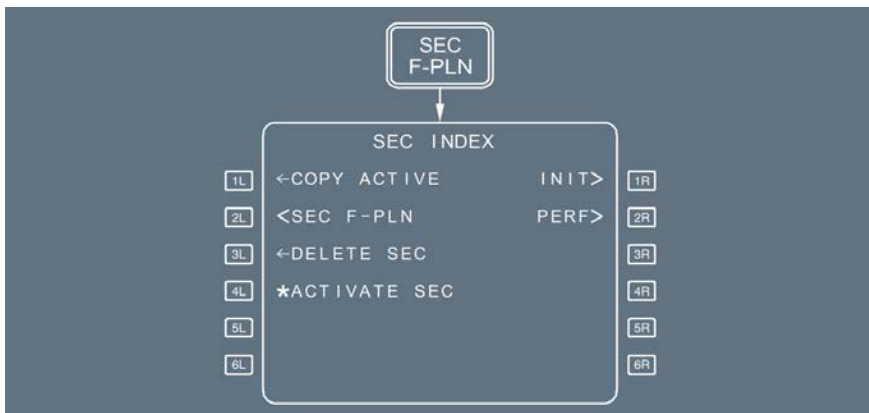 SEC
F-PLN
SEC INDEX
1L ←COPY ACTIVE INIT> 1R
2L <SEC F-PLN PERF> 2R
3L ←DELETE SEC 3R
4L *ACTIVATE SEC 4R
5L 5R
6L 6R